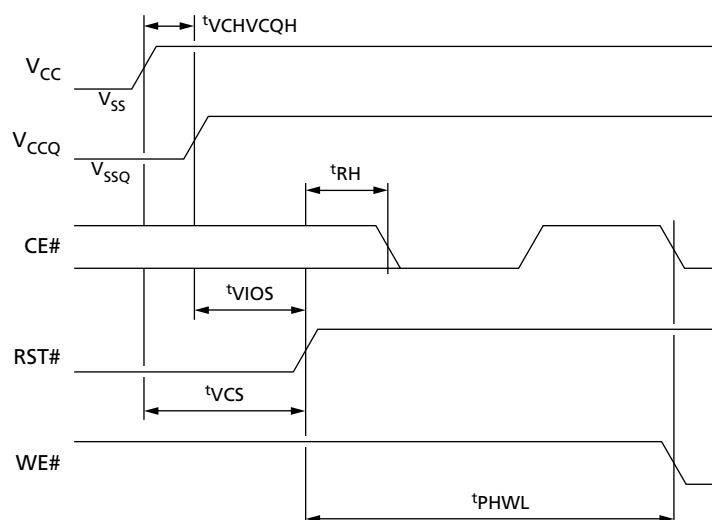 tVCHVCQH
VCC
VSS
VCCQ
VSSQ
tRH
CE#
tVIOS
RST#
tVCS
WE#
tPHWL